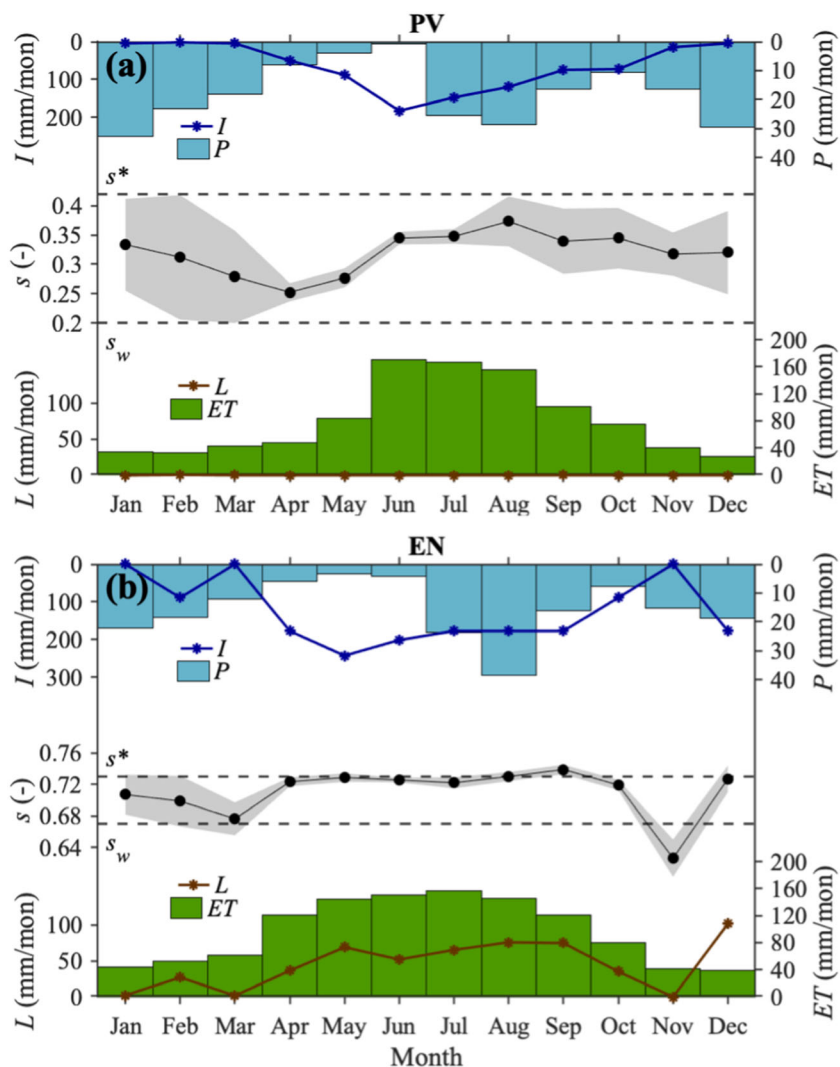 PV
(a)
I (mm/mon)
0
100
200
I
P
0
10
20
30
40
P (mm/mon)
s*
s (-)
0.4
0.35
0.3
0.25
0.2
s_w
L (mm/mon)
100
50
0
L
ET
200
160
120
80
40
0
ET (mm/mon)
Jan Feb Mar Apr May Jun Jul Aug Sep Oct Nov Dec
EN
(b)
I (mm/mon)
0
100
200
300
I
P
0
10
20
30
40
P (mm/mon)
s*
s (-)
0.76
0.72
0.68
0.64
s_w
L (mm/mon)
100
50
0
L
ET
200
160
120
80
40
0
ET (mm/mon)
Jan Feb Mar Apr May Jun Jul Aug Sep Oct Nov Dec
Month